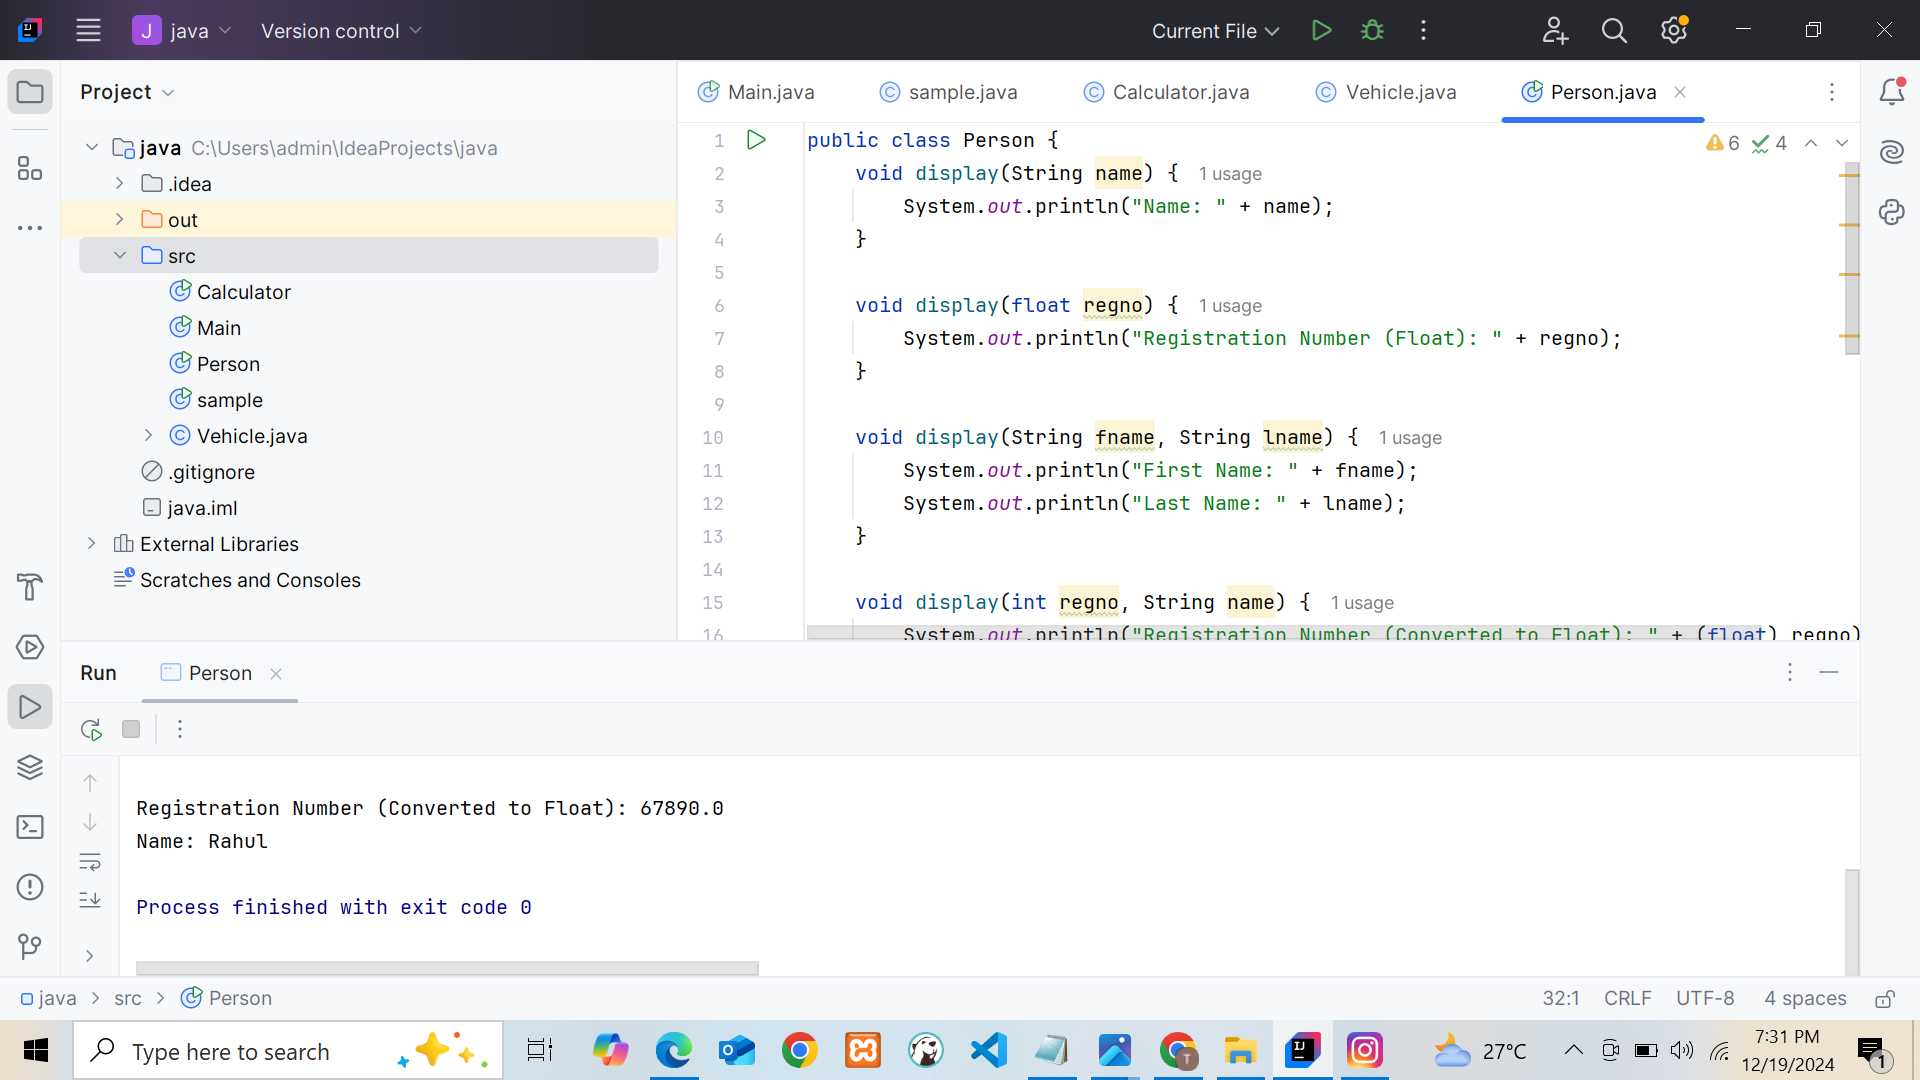 J java Version control Current File
Project
Main.java sample.java Calculator.java Vehicle.java Person.java
java C:\Users\admin\IdeaProjects\java
.idea
out
src
Calculator
Main
Person
sample
Vehicle.java
.gitignore
java.iml
External Libraries
Scratches and Consoles
6 4
1 public class Person {
2 void display(String name) { 1 usage
3 System.out.println("Name: " + name);
4 }
5
6 void display(float regno) { 1 usage
7 System.out.println("Registration Number (Float): " + regno);
8 }
9
10 void display(String fname, String lname) { 1 usage
11 System.out.println("First Name: " + fname);
12 System.out.println("Last Name: " + lname);
13 }
14
15 void display(int regno, String name) { 1 usage
16 System.out.println("Registration Number (Converted to Float): " + (float) regno)
Run Person
Registration Number (Converted to Float): 67890.0
Name: Rahul
Process finished with exit code 0
java > src > Person 32:1 CRLF UTF-8 4 spaces
Type here to search 27°C 7:31 PM
12/19/2024 1